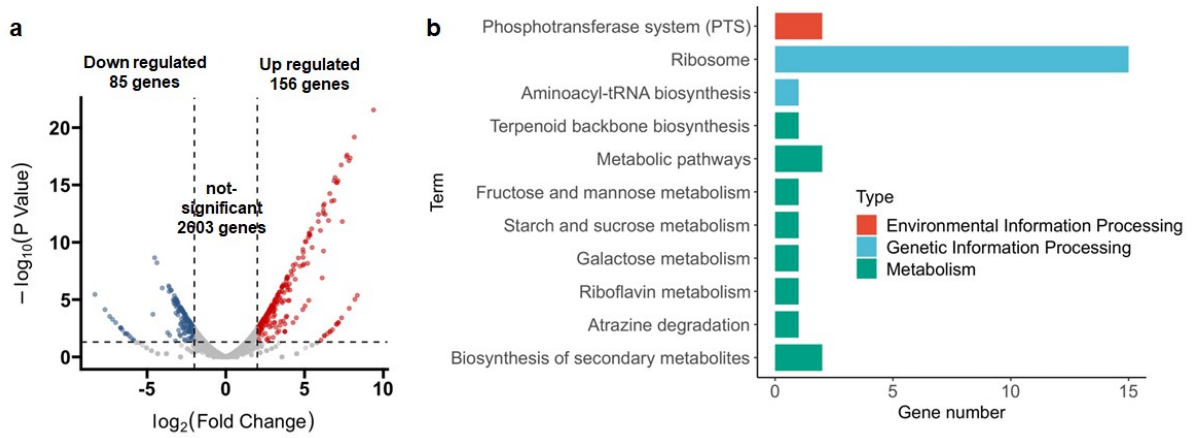 a
Down regulated
85 genes
Up regulated
156 genes
not-
significant
2603 genes
20
15
10
5
0
− log10(P Value)
-5
0
5
10
log2(Fold Change)
b
Phosphotransferase system (PTS)
Ribosome
Aminoacyl-tRNA biosynthesis
Terpenoid backbone biosynthesis
Metabolic pathways
Fructose and mannose metabolism
Starch and sucrose metabolism
Galactose metabolism
Riboflavin metabolism
Atrazine degradation
Biosynthesis of secondary metabolites
Term
Type
Environmental Information Processing
Genetic Information Processing
Metabolism
0
5
10
15
Gene number